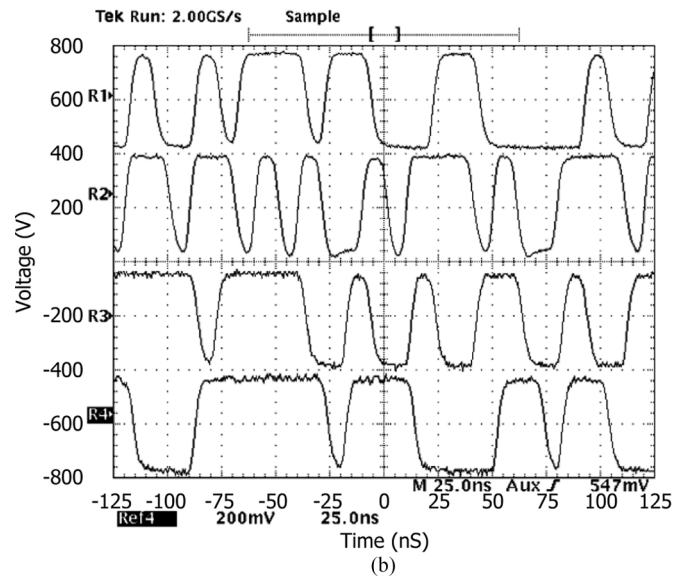 Tek Run: 2.00GS/s Sample
[ ]
800
R1
600
400
R2
200
Voltage (V)
-200 R3
-400
-600 R4
-800
M 25.0ns Aux 547mV
-125 -100 -75 -50 -25 0 25 50 75 100 125
Ref4 200mV 25.0ns
Time (nS)
(b)